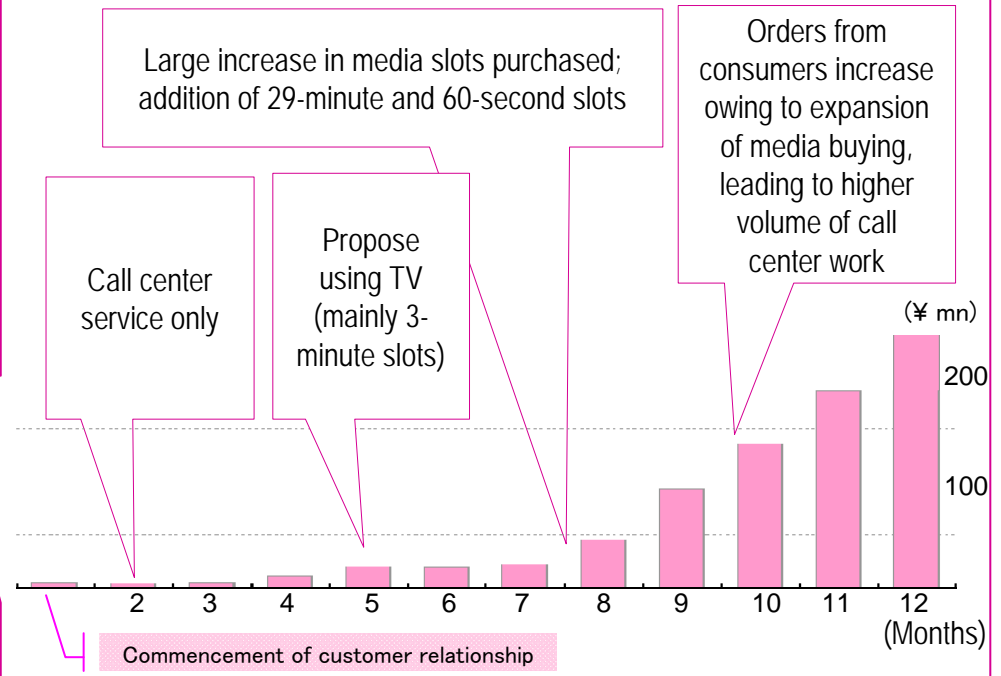 Large increase in media slots purchased;
addition of 29-minute and 60-second slots
Orders from
consumers increase
owing to expansion
of media buying,
leading to higher
volume of call
center work
Call center
service only
Propose
using TV
(mainly 3-
minute slots)
(¥ mn)
200
100
2 3 4 5 6 7 8 9 10 11 12
(Months)
Commencement of customer relationship